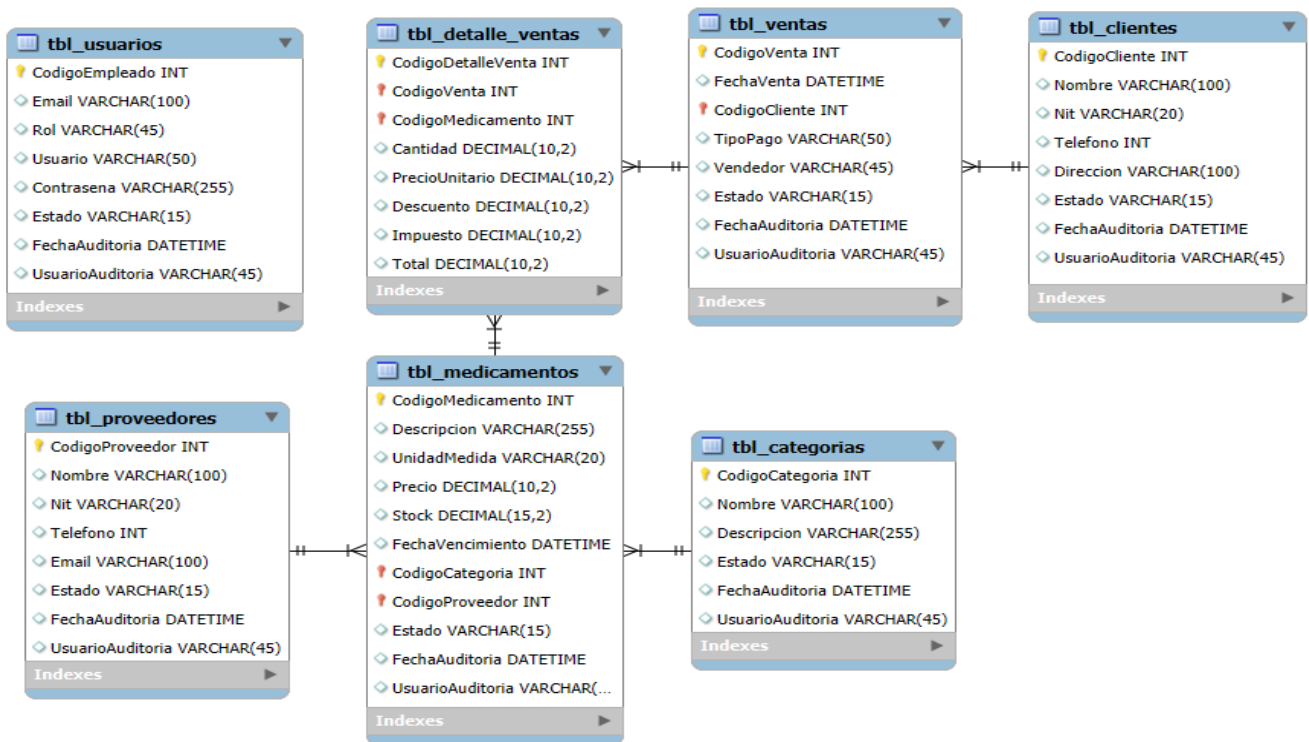 tbl_usuarios
CodigoEmpleado INT
Email VARCHAR(100)
Rol VARCHAR(45)
Usuario VARCHAR(50)
Contrasena VARCHAR(255)
Estado VARCHAR(15)
FechaAuditoria DATETIME
UsuarioAuditoria VARCHAR(45)
Indexes
tbl_detalle_ventas
CodigoDetalleVenta INT
CodigoVenta INT
CodigoMedicamento INT
Cantidad DECIMAL(10,2)
PrecioUnitario DECIMAL(10,2)
Descuento DECIMAL(10,2)
Impuesto DECIMAL(10,2)
Total DECIMAL(10,2)
Indexes
tbl_ventas
CodigoVenta INT
FechaVenta DATETIME
CodigoCliente INT
TipoPago VARCHAR(50)
Vendedor VARCHAR(45)
Estado VARCHAR(15)
FechaAuditoria DATETIME
UsuarioAuditoria VARCHAR(45)
Indexes
tbl_clientes
CodigoCliente INT
Nombre VARCHAR(100)
Nit VARCHAR(20)
Telefono INT
Direccion VARCHAR(100)
Estado VARCHAR(15)
FechaAuditoria DATETIME
UsuarioAuditoria VARCHAR(45)
Indexes
tbl_proveedores
CodigoProveedor INT
Nombre VARCHAR(100)
Nit VARCHAR(20)
Telefono INT
Email VARCHAR(100)
Estado VARCHAR(15)
FechaAuditoria DATETIME
UsuarioAuditoria VARCHAR(45)
Indexes
tbl_medicamentos
CodigoMedicamento INT
Descripcion VARCHAR(255)
UnidadMedida VARCHAR(20)
Precio DECIMAL(10,2)
Stock DECIMAL(15,2)
FechaVencimiento DATETIME
CodigoCategoria INT
CodigoProveedor INT
Estado VARCHAR(15)
FechaAuditoria DATETIME
UsuarioAuditoria VARCHAR(...
Indexes
tbl_categorias
CodigoCategoria INT
Nombre VARCHAR(100)
Descripcion VARCHAR(255)
Estado VARCHAR(15)
FechaAuditoria DATETIME
UsuarioAuditoria VARCHAR(45)
Indexes